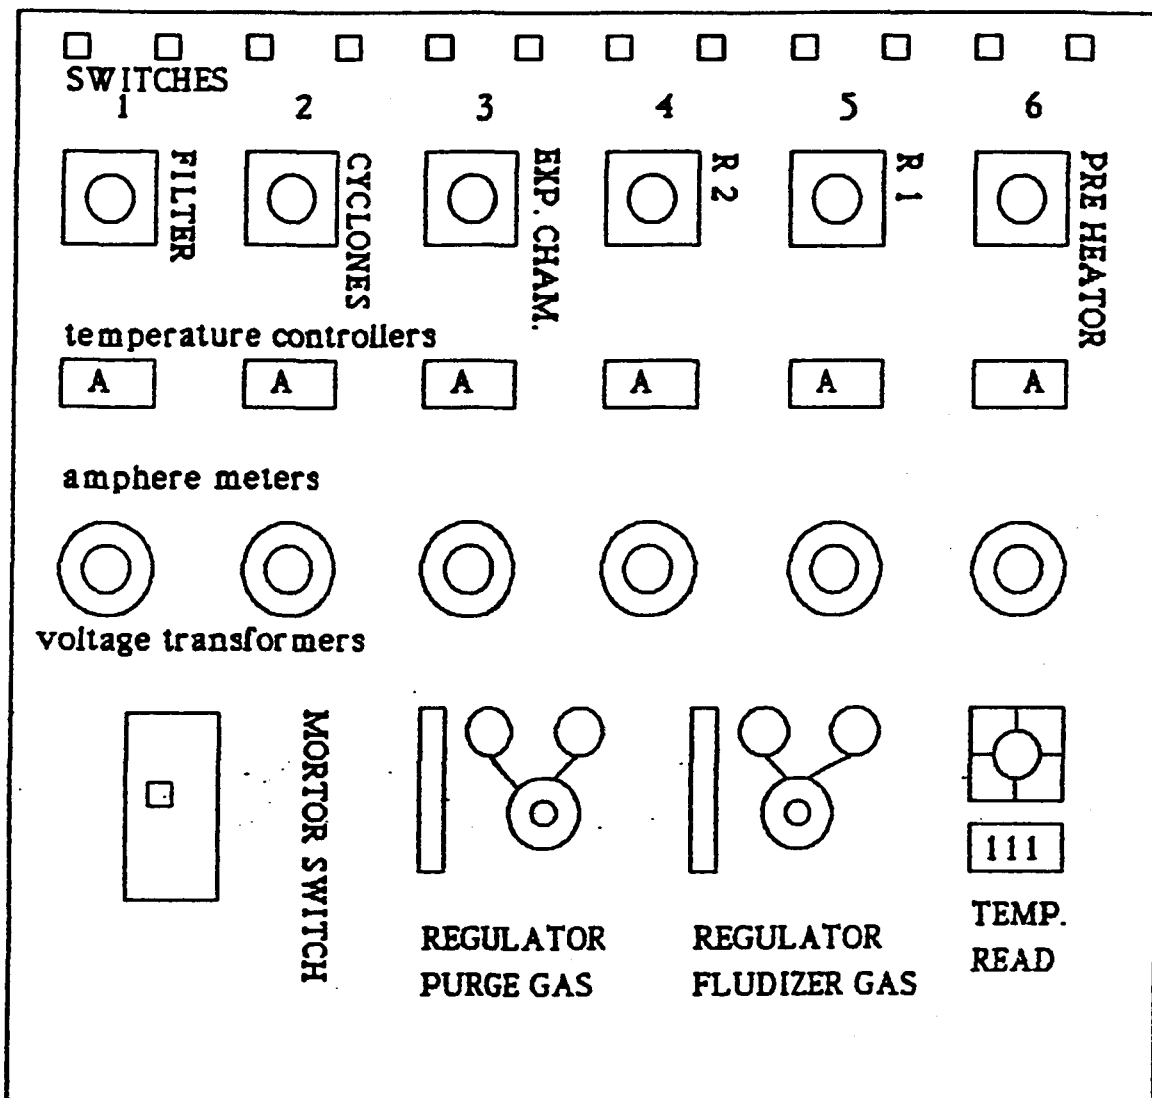 SWITCHES
1 2 3 4 5 6
FILTER
CYCLONES
EXP. CHAM.
R 2
R 1
PRE HEATOR
temperature controllers
A A A A A A
amphere meters
voltage transformers
MORTOR SWITCH
111
TEMP.
READ
REGULATOR
PURGE GAS
REGULATOR
FLUDIZER GAS